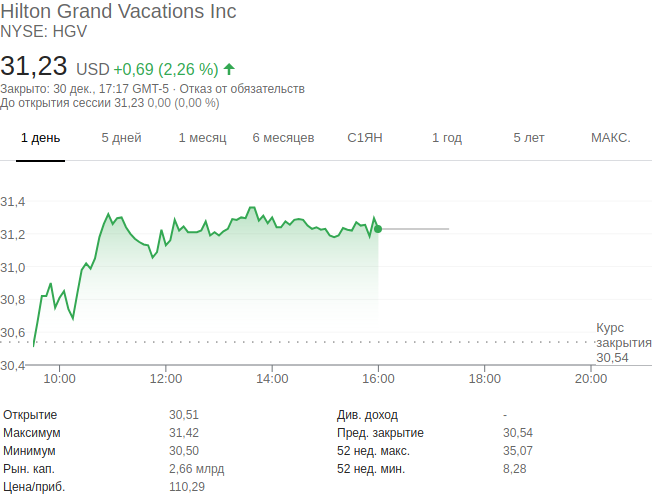 Hilton Grand Vacations Inc
NYSE: HGV
31,23 USD +0,69 (2,26 %)
Закрыто: 30 дек., 17:17 GMT-5 · Отказ от обязательств
До открытия сессии 31,23 0,00 (0,00 %)
1 день 5 дней 1 месяц 6 месяцев С1ЯН 1 год 5 лет МАКС.
31,4
31,2
31,0
30,8
30,6
30,4
Курс
закрытия
30,54
10:00 12:00 14:00 16:00 18:00 20:00
Открытие 30,51 Див. доход -
Максимум 31,42 Пред. закрытие 30,54
Минимум 30,50 52 нед. макс. 35,07
Рын. кап. 2,66 млрд 52 нед. мин. 8,28
Цена/приб. 110,29